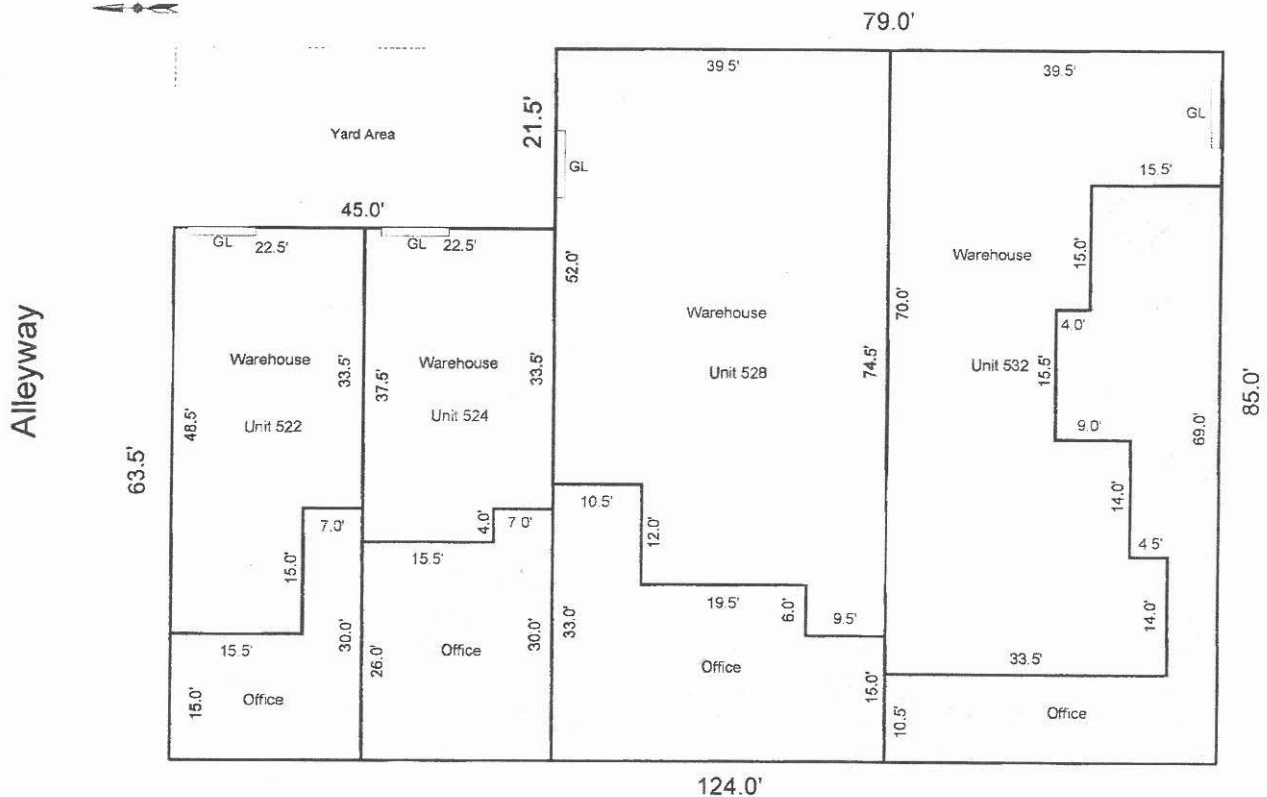 79.0'
39.5'
39.5'
21.5'
Yard Area
GL
GL
15.5'
45.0'
GL
22.5'
GL
22.5'
52.0'
15.0'
Warehouse
70.0'
4.0'
Warehouse
Alleyway
Warehouse
33.5'
Warehouse
37.5'
33.5'
Unit 528
74.5'
Unit 532
15.5'
85.0'
48.5'
Unit 522
Unit 524
69.0'
9.0'
63.5'
14.0'
10.5'
7.0'
4.0'
7 0'
12.0'
15.0'
15.5'
4 5'
19.5'
6.0'
9.5'
14.0'
15.5'
30.0'
26.0'
Office
30.0'
33.0'
Office
33.5'
15.0'
Office
15.0'
10.5'
Office
124.0'